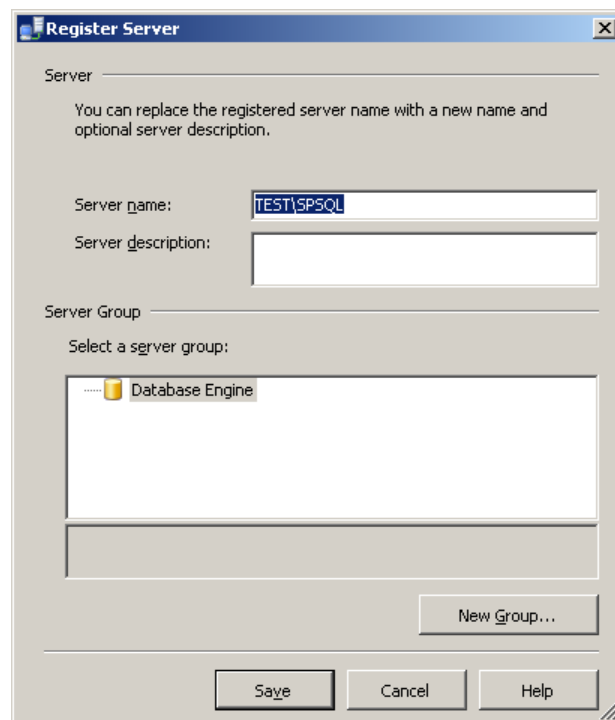 Register Server
Server
You can replace the registered server name with a new name and
optional server description.
Server name:
TEST\SPSQL
Server description:
Server Group
Select a server group:
Database Engine
New Group...
Save
Cancel
Help